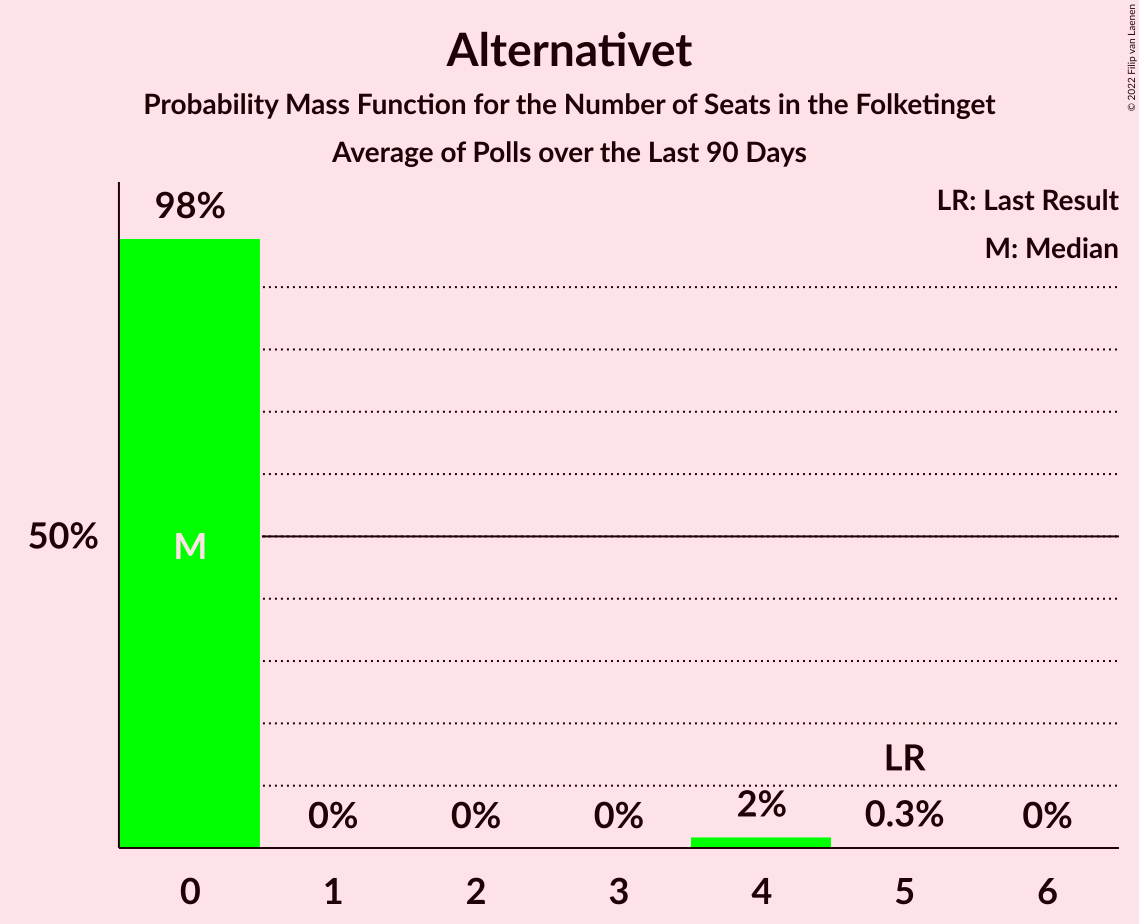 Alternativet
Probability Mass Function for the Number of Seats in the Folketinget
Average of Polls over the Last 90 Days
© 2022 Filip van Laenen
98%
LR: Last Result
M: Median
50%
M
LR
0%
0%
0%
2%
0.3%
0%
0
1
2
3
4
5
6